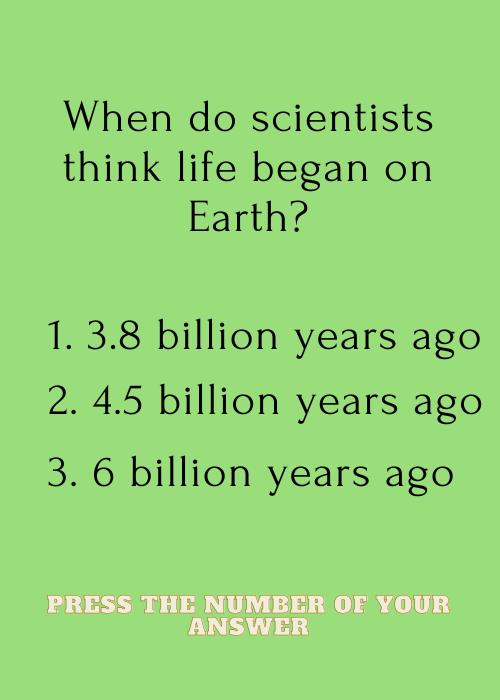 When do scientists
think life began on
Earth?
1. 3.8 billion years ago
2. 4.5 billion years ago
3. 6 billion years ago
PRESS THE NUMBER OF YOUR
ANSWER